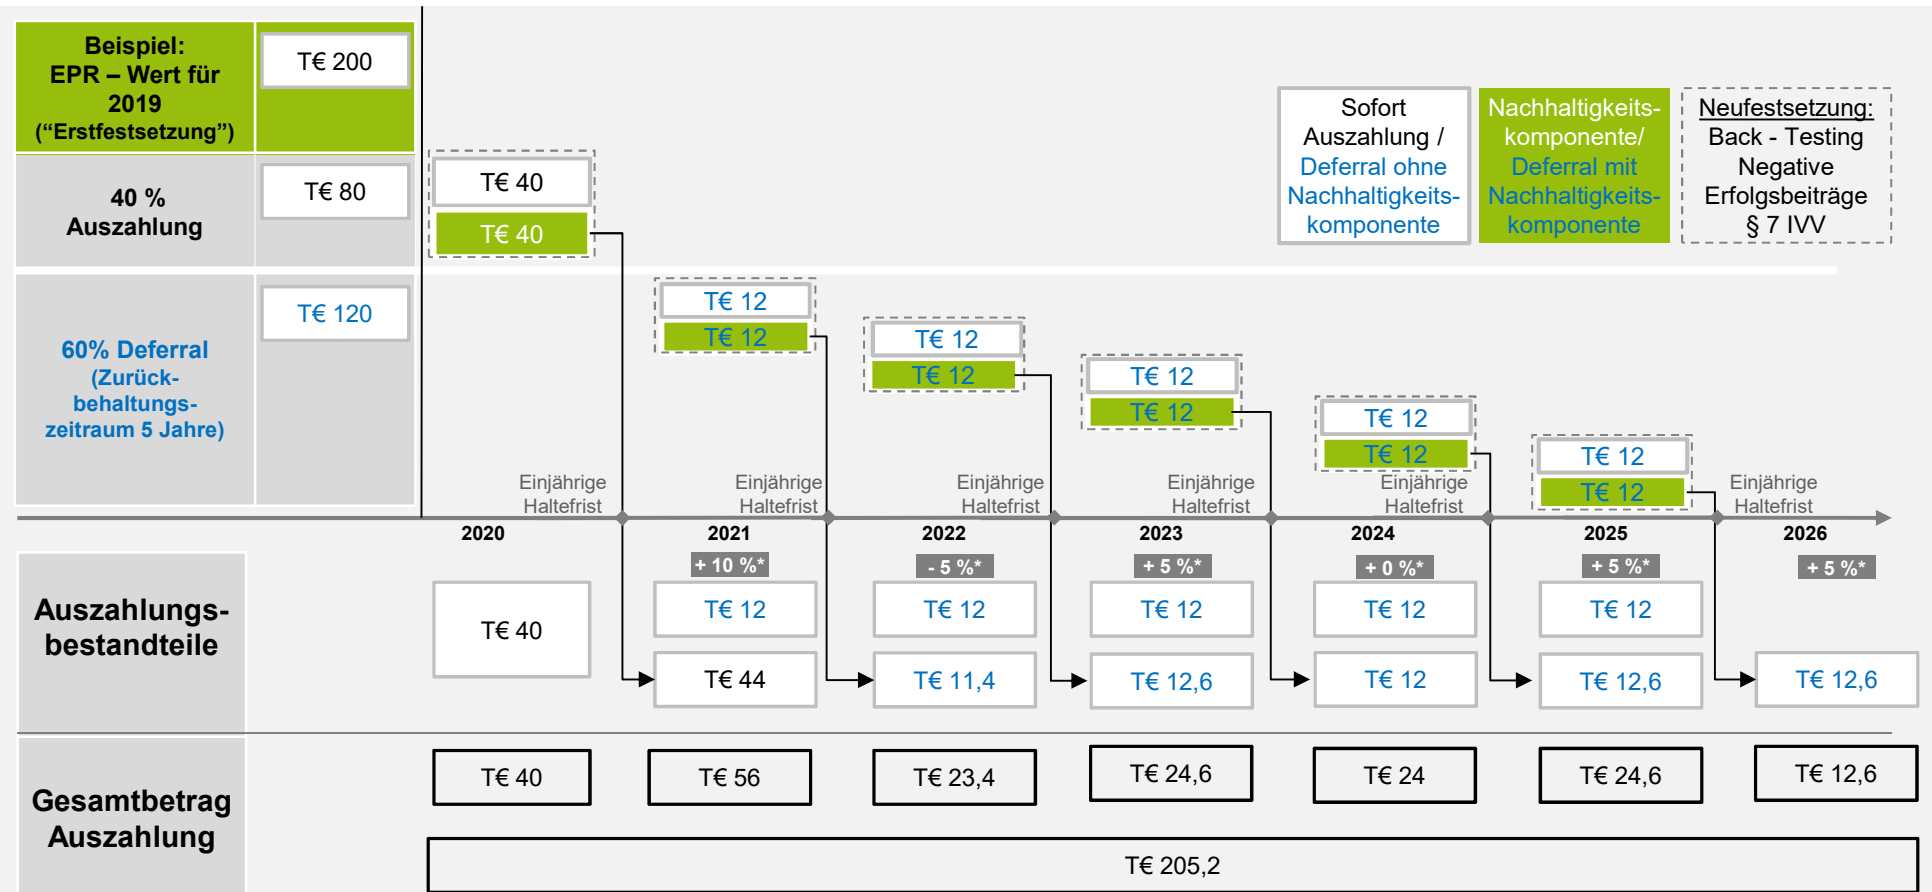 Beispiel:
EPR – Wert für
2019
(“Erstfestsetzung”)
T€ 200
Sofort
Auszahlung /
Deferral ohne
Nachhaltigkeits-
komponente
Nachhaltigkeits-
komponente/
Deferral mit
Nachhaltigkeits-
komponente
Neufestsetzung:
Back - Testing
Negative
Erfolgsbeiträge
§ 7 IVV
40 %
Auszahlung
T€ 80
T€ 40
T€ 40
60% Deferral
(Zurück-
behaltungs-
zeitraum 5 Jahre)
T€ 120
T€ 12
T€ 12
T€ 12
T€ 12
T€ 12
T€ 12
T€ 12
T€ 12
T€ 12
T€ 12
Einjährige
Haltefrist
Einjährige
Haltefrist
Einjährige
Haltefrist
Einjährige
Haltefrist
Einjährige
Haltefrist
Einjährige
Haltefrist
2020
2021
2022
2023
2024
2025
2026
+ 10 %*
- 5 %*
+ 5 %*
+ 0 %*
+ 5 %*
+ 5 %*
Auszahlungs-
bestandteile
T€ 40
T€ 12
T€ 12
T€ 12
T€ 12
T€ 12
T€ 44
T€ 11,4
T€ 12,6
T€ 12
T€ 12,6
T€ 12,6
Gesamtbetrag
Auszahlung
T€ 40
T€ 56
T€ 23,4
T€ 24,6
T€ 24
T€ 24,6
T€ 12,6
T€ 205,2